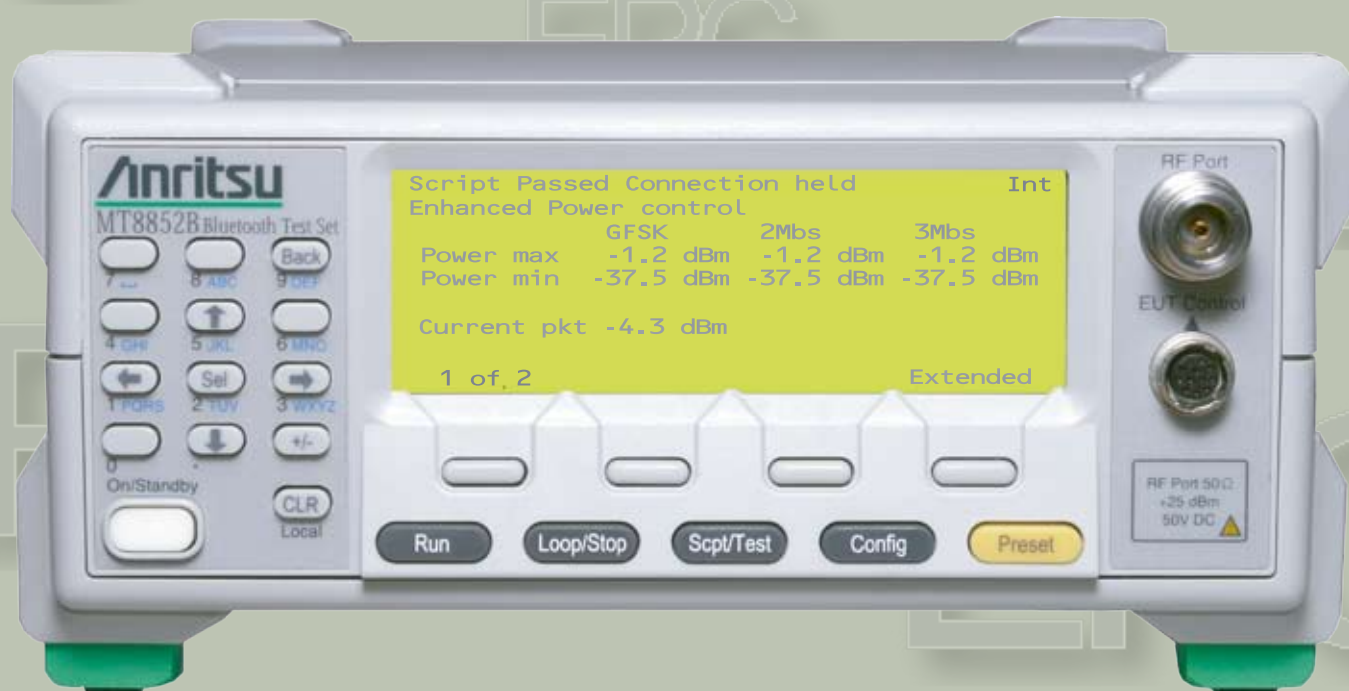 EPC
Anritsu
MT8852B Bluetooth Test Set
Back
7 8 ABC 9 DEF
4 GHI 5 JKL 6 MNO
Sel
1 PQRS 2 TUV 3 WXYZ
+/-
0 .
On/Standby
CLR
Local
Script Passed Connection held Int
Enhanced Power control
GFSK 2Mbs 3Mbs
Power max -1.2 dBm -1.2 dBm -1.2 dBm
Power min -37.5 dBm -37.5 dBm -37.5 dBm
Current pkt -4.3 dBm
1 of 2 Extended
Run Loop/Stop Scpt/Test Config Preset
RF Port
EUT Control
RF Port 50Ω
+25 dBm
50V DC
EPC